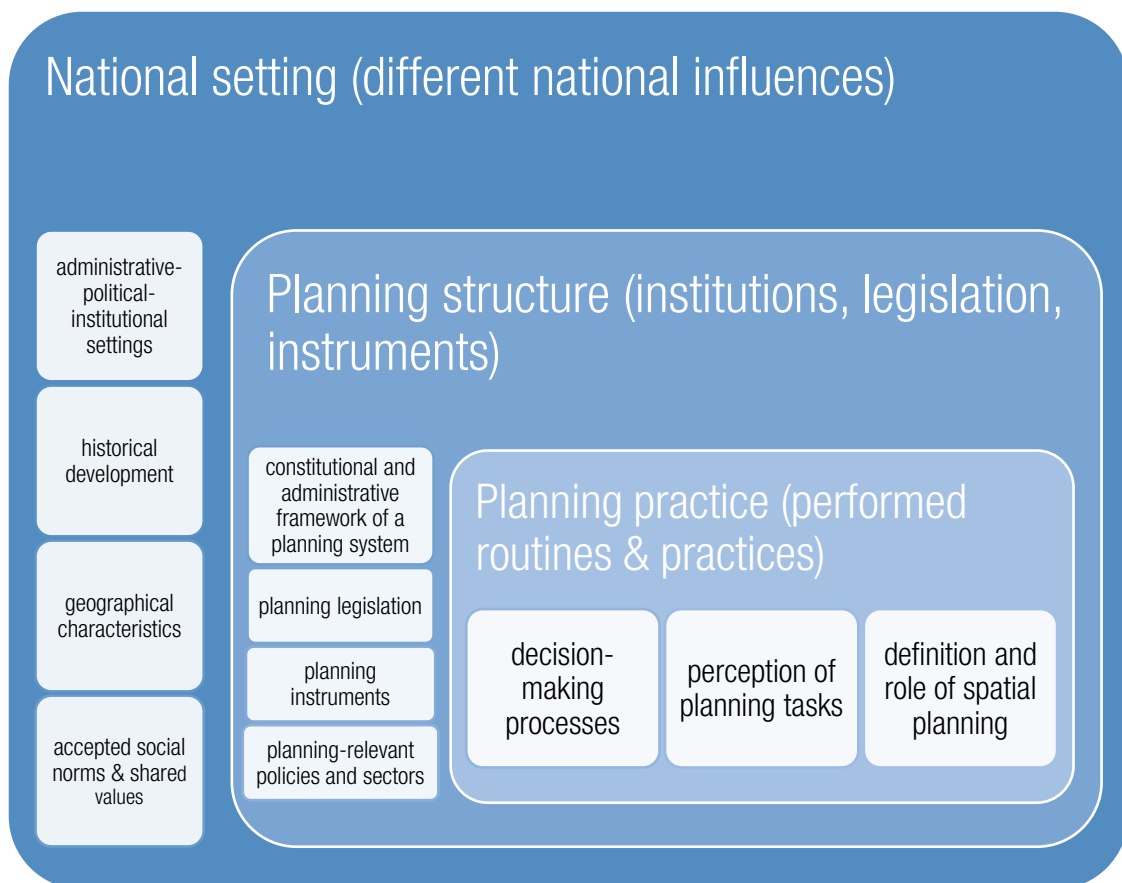 National setting (different national influences)
administrative-
political-
institutional
settings
historical
development
geographical
characteristics
accepted social
norms & shared
values
Planning structure (institutions, legislation,
instruments)
constitutional and
administrative
framework of a
planning system
planning legislation
planning
instruments
planning-relevant
policies and sectors
Planning practice (performed
routines & practices)
decision-
making
processes
perception of
planning tasks
definition and
role of spatial
planning